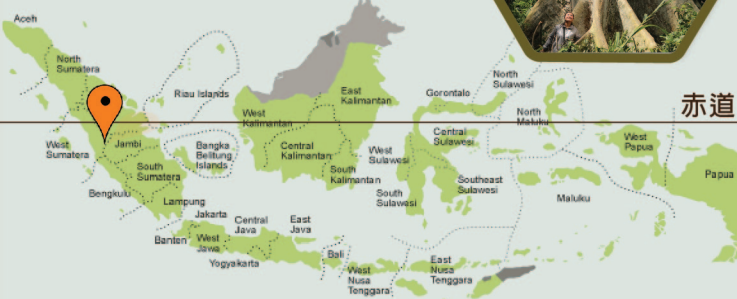 Aceh
North
Sumatera
Riau Islands
West
Kalimantan
East
Kalimantan
Gorontalo
North
Sulawesi
North
Maluku
赤道
West
Sumatera
Jambi
South
Sumatera
Bangka
Belitung
Islands
Central
Kalimantan
South
Kalimantan
West
Sulawesi
Central
Sulawesi
South
Sulawesi
Southeast
Sulawesi
Maluku
West
Papua
Papua
Bengkulu
Lampung
Jakarta
Banten
West
Jawa
Central
Java
Yogyakarta
East
Java
Bali
West
Nusa
Tenggara
East
Nusa
Tenggara